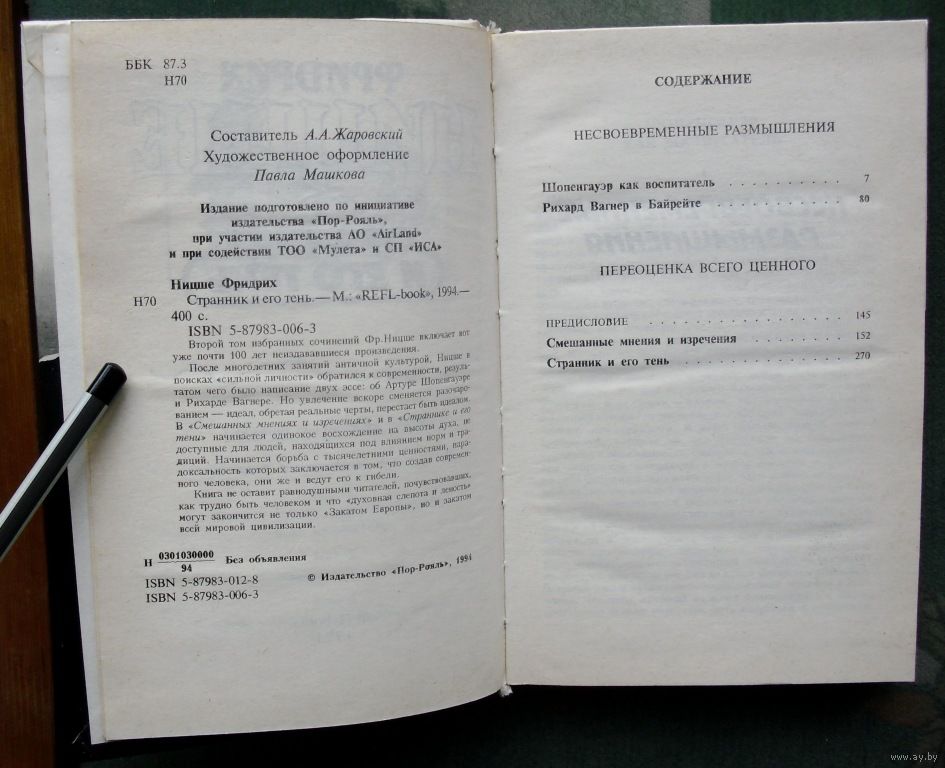 ББК 87.3
Н70
Составитель А.А.Жаровский
Художественное оформление
Павла Машкова
Издание подготовлено по инициативе
издательства «Пор-Рояль»,
при участии издательства АО «AirLand»
и при содействии ТОО «Мулета» и СП «ИСА»
Ницше Фридрих
Н70 Странник и его тень.— М.: «REFL-book», 1994.—
400 с.
ISBN 5-87983-006-3
Второй том избранных сочинений Фр.Ницше включает вот
уже почти 100 лет неиздававшиеся произведения.
После многолетних занятий античной культурой, Ницше в
поисках «сильной личности» обратился к современности, резуль-
татом чего было написание двух эссе: об Артуре Шопенгауэре
и Рихарде Вагнере. Но увлечение вскоре сменяется разочаро-
ванием — идеал, обретая реальные черты, перестает быть идеалом.
В «Смешанных мнениях и изречениях» и в «Страннике и его
тени» начинается одинокое восхождение на высоты духа, не
доступные для людей, находящихся под влиянием норм и тра-
диций. Начинается борьба с тысячелетними ценностями, пара-
доксальность которых заключается в том, что создав современ-
ного человека, они же и ведут его к гибели.
Книга не оставит равнодушными читателей, почувствовавших,
как трудно быть человеком и что «духовная слепота и леность»
могут закончится не только «Закатом Европы», но и закатом
всей мировой цивилизации.
Н 0301030000 Без объявления
94
ISBN 5-87983-012-8
ISBN 5-87983-006-3
© Издательство «Пор-Рояль», 1994
СОДЕРЖАНИЕ
НЕСВОЕВРЕМЕННЫЕ РАЗМЫШЛЕНИЯ
Шопенгауэр как воспитатель . . . . . . . . . 7
Рихард Вагнер в Байрейте . . . . . . . . . . . 80
ПЕРЕОЦЕНКА ВСЕГО ЦЕННОГО
ПРЕДИСЛОВИЕ . . . . . . . . . . . . . . . . 145
Смешанные мнения и изречения . . . . . . . . 152
Странник и его тень . . . . . . . . . . . . . 270
www.ay.by